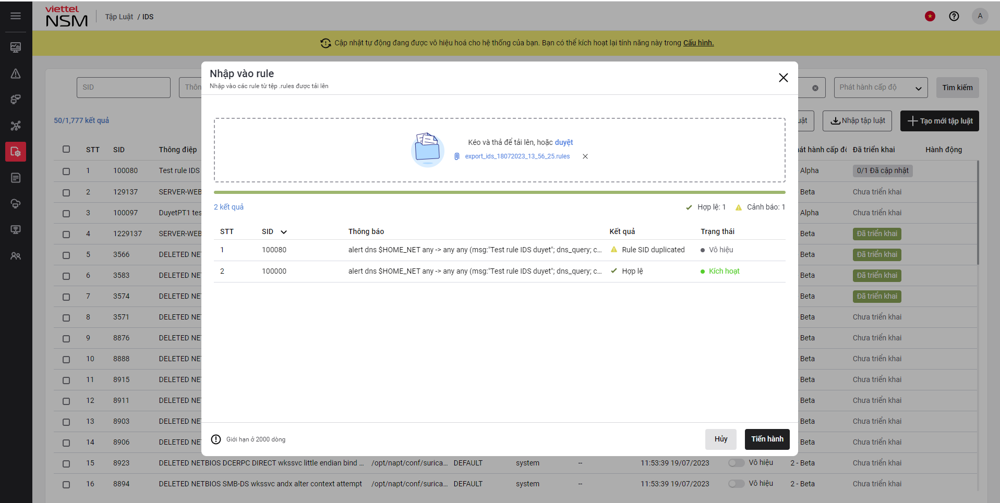 viettel
NSM
Tập Luật / IDS
A
Cập nhật tự động đang được vô hiệu hoá cho hệ thống của bạn. Bạn có thể kích hoạt lại tính năng này trong Cấu hình.
SID
Thôn
Phát hành cấp độ
Tìm kiếm
50/1,777 kết quả
uật
Nhập tập luật
Tạo mới tập luật
STT SID Thông điệp
hát hành cấp độ Đã triển khai Hành động
1 100080 Test rule IDS
Alpha 0/1 Đã cập nhật
2 129137 SERVER-WEB
Beta Chưa triển khai
3 100097 DuyetPT1 tes
Alpha Chưa triển khai
4 1229137 SERVER-WEB
Beta Đã triển khai
5 3566 DELETED NET
Beta Đã triển khai
6 3583 DELETED NET
Beta Đã triển khai
7 3574 DELETED NET
Beta Đã triển khai
8 3571 DELETED NET
Beta Chưa triển khai
9 8876 DELETED NET
Beta Chưa triển khai
10 8888 DELETED NET
Beta Chưa triển khai
11 8915 DELETED NET
Beta Chưa triển khai
12 8911 DELETED NET
Beta Chưa triển khai
13 8903 DELETED NET
Beta Chưa triển khai
14 8906 DELETED NET
Beta Chưa triển khai
15 8923 DELETED NETBIOS DCERPC DIRECT wkssvc little endian bind ... /opt/napt/conf/surica... DEFAULT system -- 11:53:39 19/07/2023 Vô hiệu 2 - Beta Chưa triển khai
16 8894 DELETED NETBIOS SMB-DS wkssvc andx alter context attempt /opt/napt/conf/surica... DEFAULT system -- 11:53:39 19/07/2023 Vô hiệu 2 - Beta Chưa triển khai
Nhập vào rule
Nhập vào các rule từ tệp .rules được tải lên
Kéo và thả để tải lên, hoặc duyệt
export_ids_18072023_13_56_25.rules
2 kết quả
Hợp lệ: 1 Cảnh báo: 1
STT SID Thông báo Kết quả Trạng thái
1 100080 alert dns $HOME_NET any -> any any (msg:"Test rule IDS duyet"; dns_query; c... Rule SID duplicated Vô hiệu
2 100000 alert dns $HOME_NET any -> any any (msg:"Test rule IDS duyet"; dns_query; c... Hợp lệ Kích hoạt
Giới hạn ở 2000 dòng
Hủy
Tiến hành